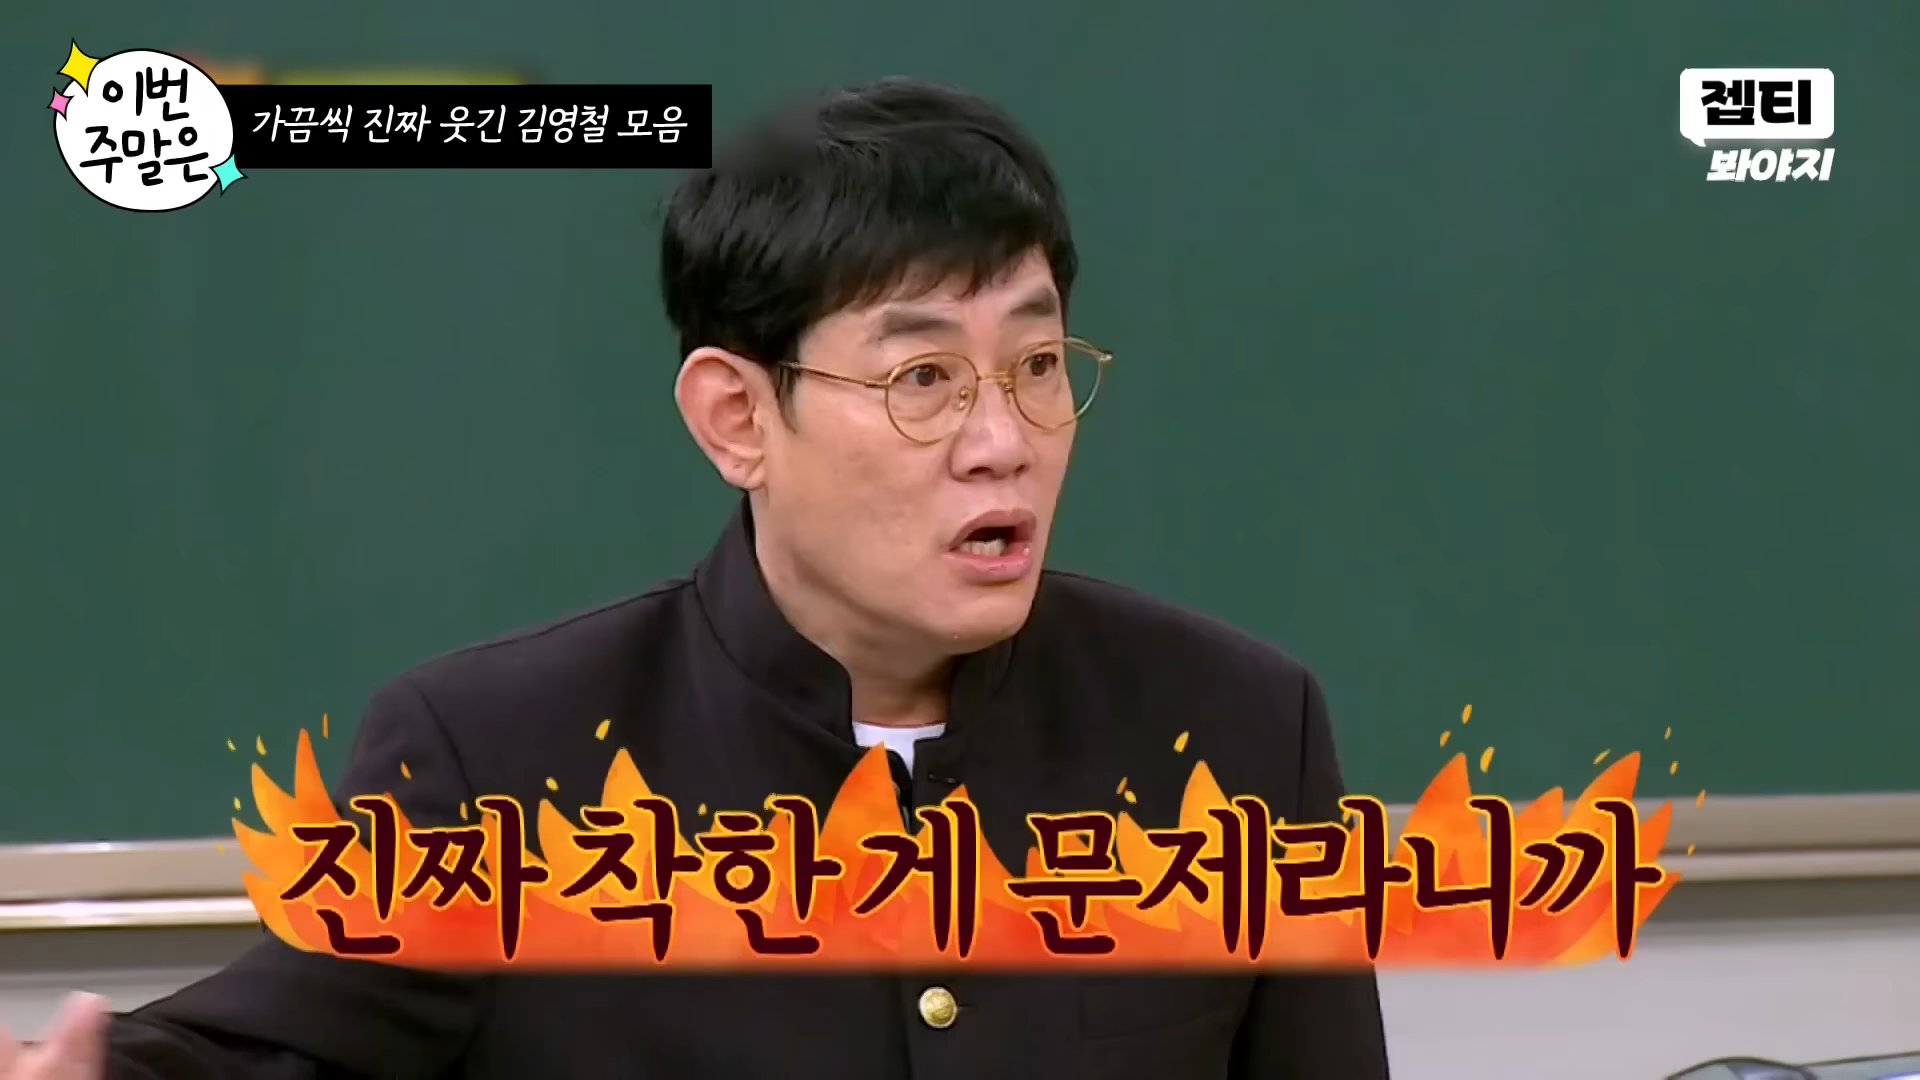 이번
주말은
가끔씩 진짜 웃긴 김영철 모음
젭티
봐야지
진짜 착한 게 문제라니까